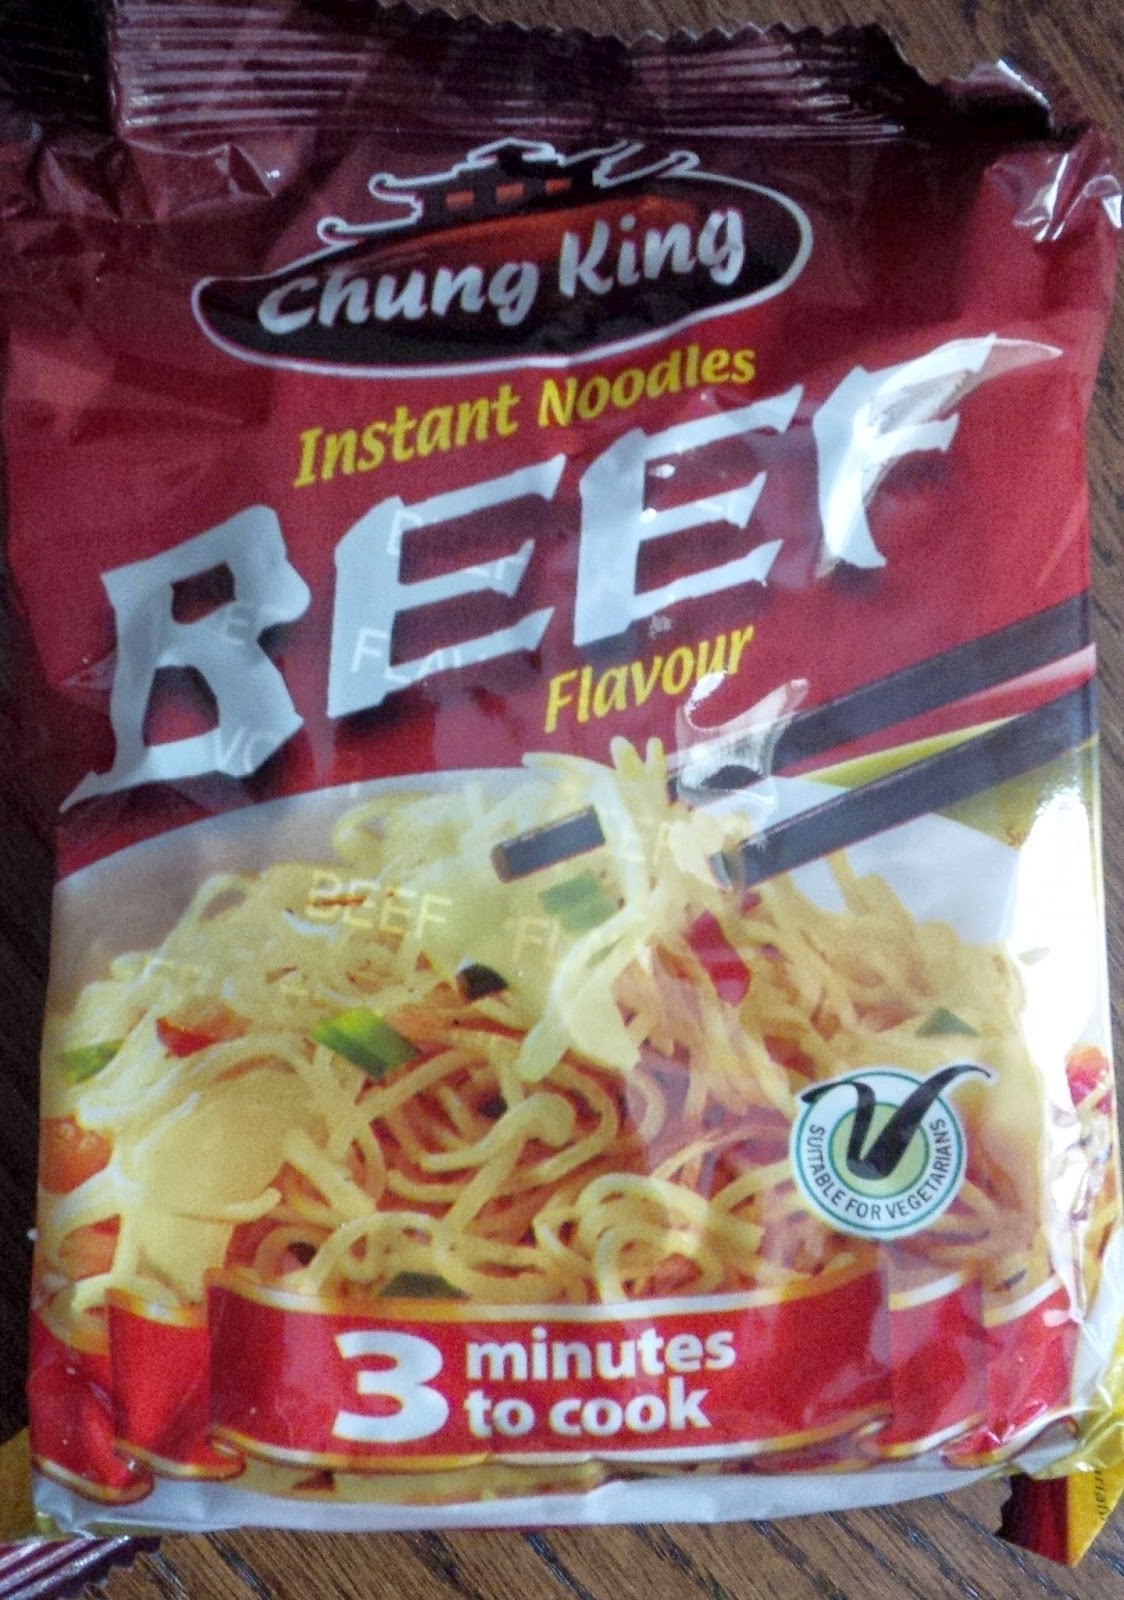 Chung King
Instant Noodles
BEEF
Flavour
BEEF
SUITABLE FOR VEGETARIANS
3 minutes
to cook